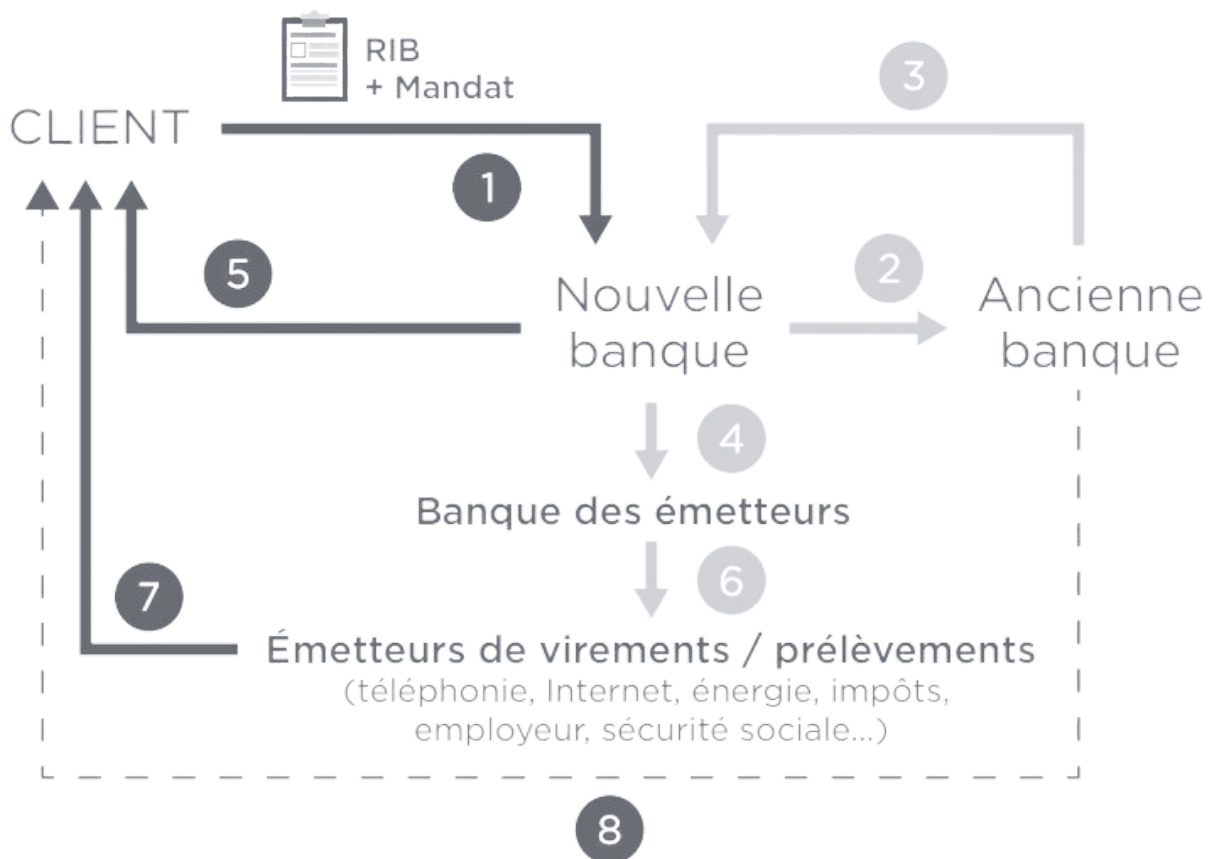 RIB
+ Mandat
3
CLIENT
1
5
2
Nouvelle
banque
Ancienne
banque
4
Banque des émetteurs
6
7
Émetteurs de virements / prélèvements
(téléphonie, Internet, énergie, impôts,
employeur, sécurité sociale...)
8